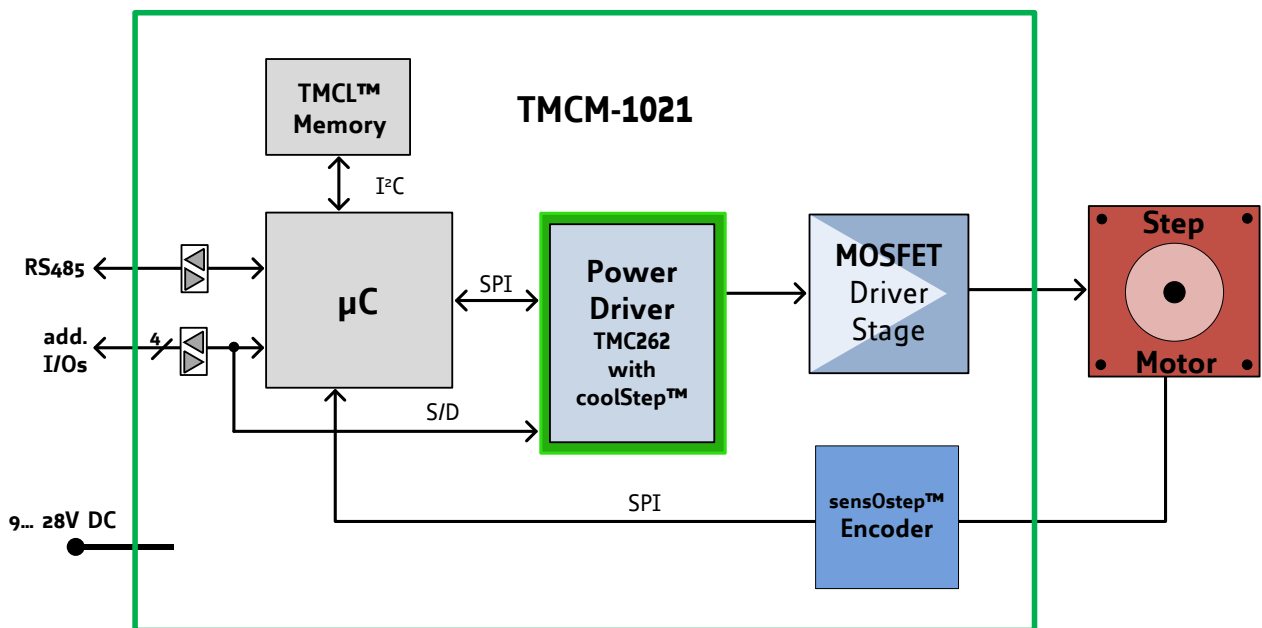 TMCM-1021
TMCL™
Memory
I²C
RS485
add.
I/Os
4
µC
SPI
S/D
Power
Driver
TMC262
with
coolStep™
MOSFET
Driver
Stage
Step
Motor
SPI
sensOstep™
Encoder
9... 28V DC